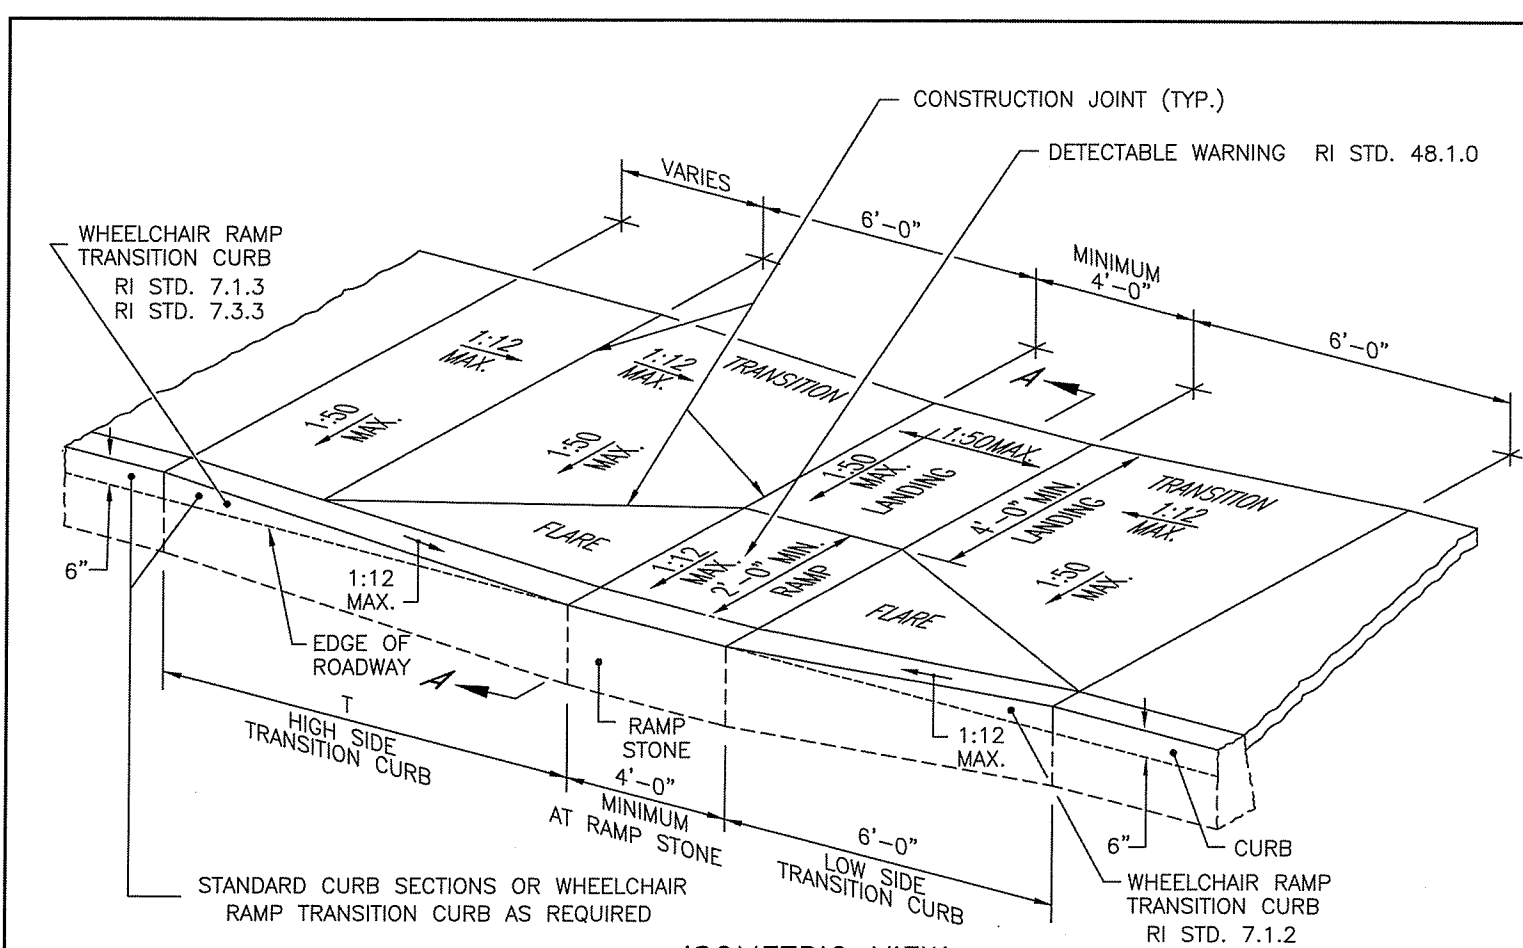 CONSTRUCTION JOINT (TYP.)
DETECTABLE WARNING RI STD. 48.1.0
VARIES
6'-0"
MINIMUM
4'-0"
6'-0"
WHEELCHAIR RAMP
TRANSITION CURB
RI STD. 7.1.3
RI STD. 7.3.3
1:12
MAX.
1:12
MAX.
TRANSITION
A
1:50
MAX.
1:50
MAX.
1:50MAX.
1:50
MAX.
LANDING
4'-0" MIN.
LANDING
TRANSITION
1:12
MAX.
FLARE
1:12
MAX.
2'-0" MIN.
RAMP
1:50
MAX.
FLARE
6"
1:12
MAX.
EDGE OF
ROADWAY
A
T
HIGH SIDE
TRANSITION CURB
RAMP
STONE
4'-0"
MINIMUM
AT RAMP STONE
1:12
MAX.
6'-0"
LOW SIDE
TRANSITION CURB
6"
CURB
WHEELCHAIR RAMP
TRANSITION CURB
RI STD. 7.1.2
STANDARD CURB SECTIONS OR WHEELCHAIR
RAMP TRANSITION CURB AS REQUIRED
ISOMETRIC VIEW